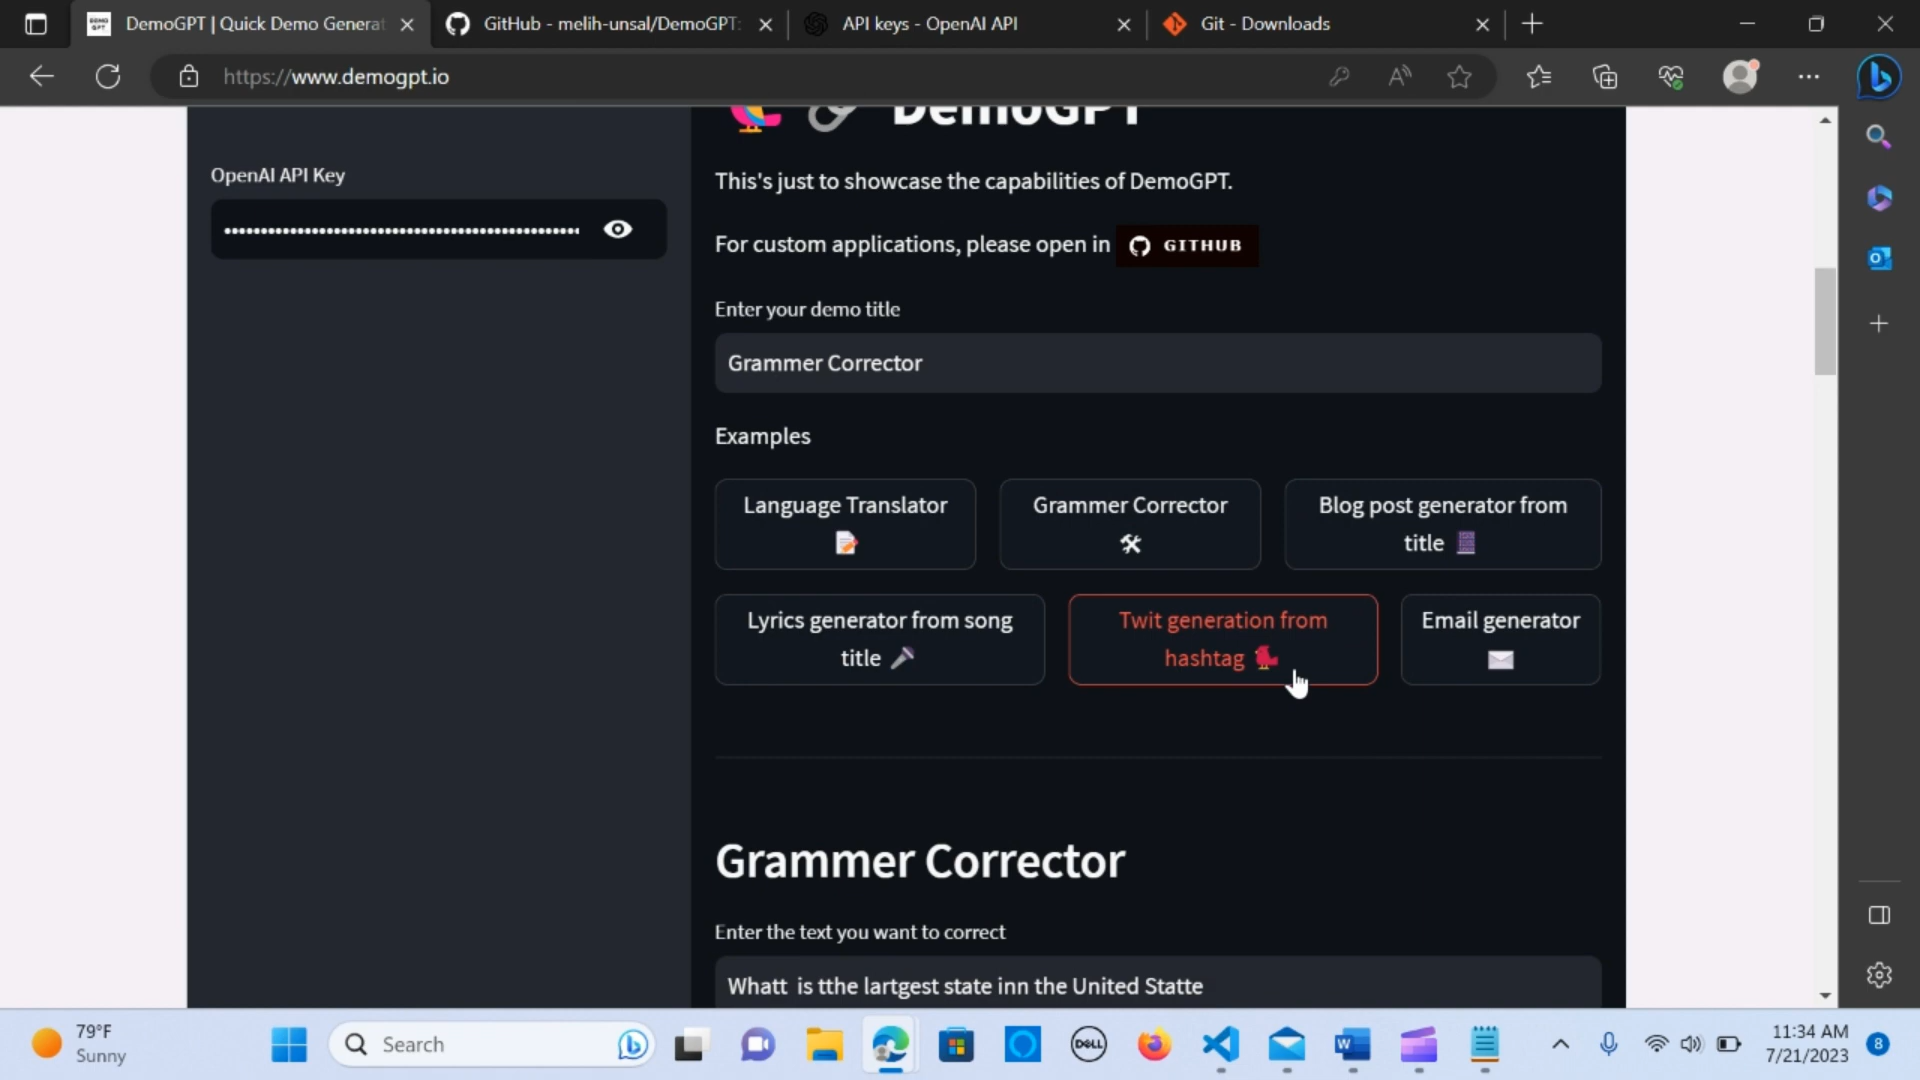 DemoGPT | Quick Demo Generat
GitHub - melih-unsal/DemoGPT:
API keys - OpenAI API
Git - Downloads
https://www.demogpt.io
DemoGPT
OpenAI API Key
This's just to showcase the capabilities of DemoGPT.
For custom applications, please open in GITHUB
Enter your demo title
Grammer Corrector
Examples
Language Translator
Grammer Corrector
Blog post generator from
title
Lyrics generator from song
title
Twit generation from
hashtag
Email generator
Grammer Corrector
Enter the text you want to correct
Whatt is tthe lartgest state inn the United Statte
79°F
Sunny
Search
DELL
11:34 AM
7/21/2023
8